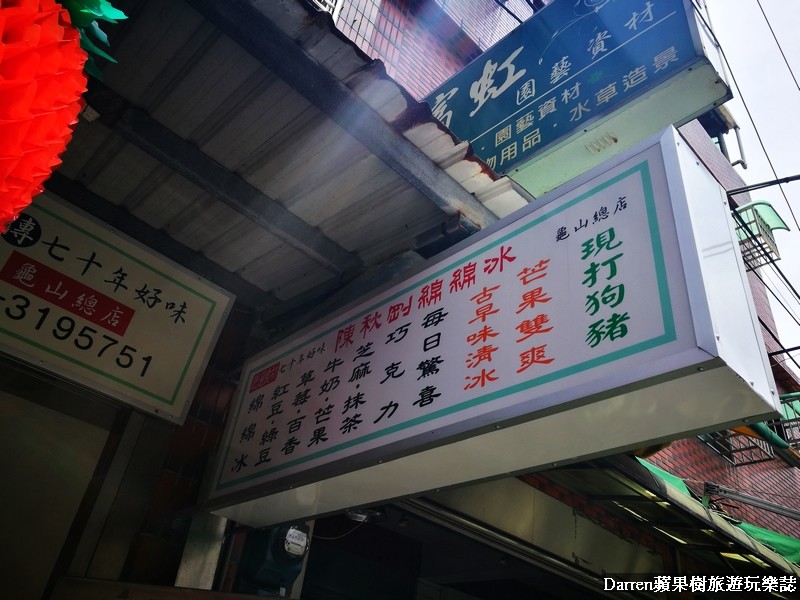 富虹 園藝資材
‧園藝資材
物用品‧水草造景
專 七十年好味
龜山總店
-3195751
七十年好味 陳秋剛綿綿冰
龜山總店
現打狗豬
芒果雙爽
古早味清冰
每日驚喜
巧克力
芝麻‧抹茶
牛奶‧芒果
草莓‧百香
紅豆‧綠豆
綿綿冰
Darren蘋果樹旅遊玩樂誌